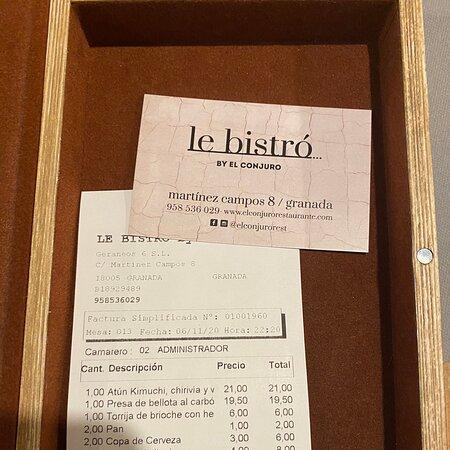 le bistró...
BY EL CONJURO
martínez campos 8 / granada
958 536 029 - www.elconjurorestaurante.com
@elconjurorest
LE BISTRO
Geraneos 6 S.L.
C/ Martinez Campos 8
18005 GRANADA GRANADA
B18929489
958536029
Factura Simplificada Nº: 01001960
Mesa: 013 Fecha: 06/11/20 Hora: 22:20
Camarero : 02 ADMINISTRADOR
Cant. Descripción Precio Total
1,00 Atún Kimuchi, chirivia y v 21,00 21,00
1,00 Presa de bellota al carbó 19,50 19,50
1,00 Torrija de brioche con he 6,00 6,00
2,00 Pan 1,00 2,00
2,00 Copa de Cerveza 3,00 6,00
4,00 8,00